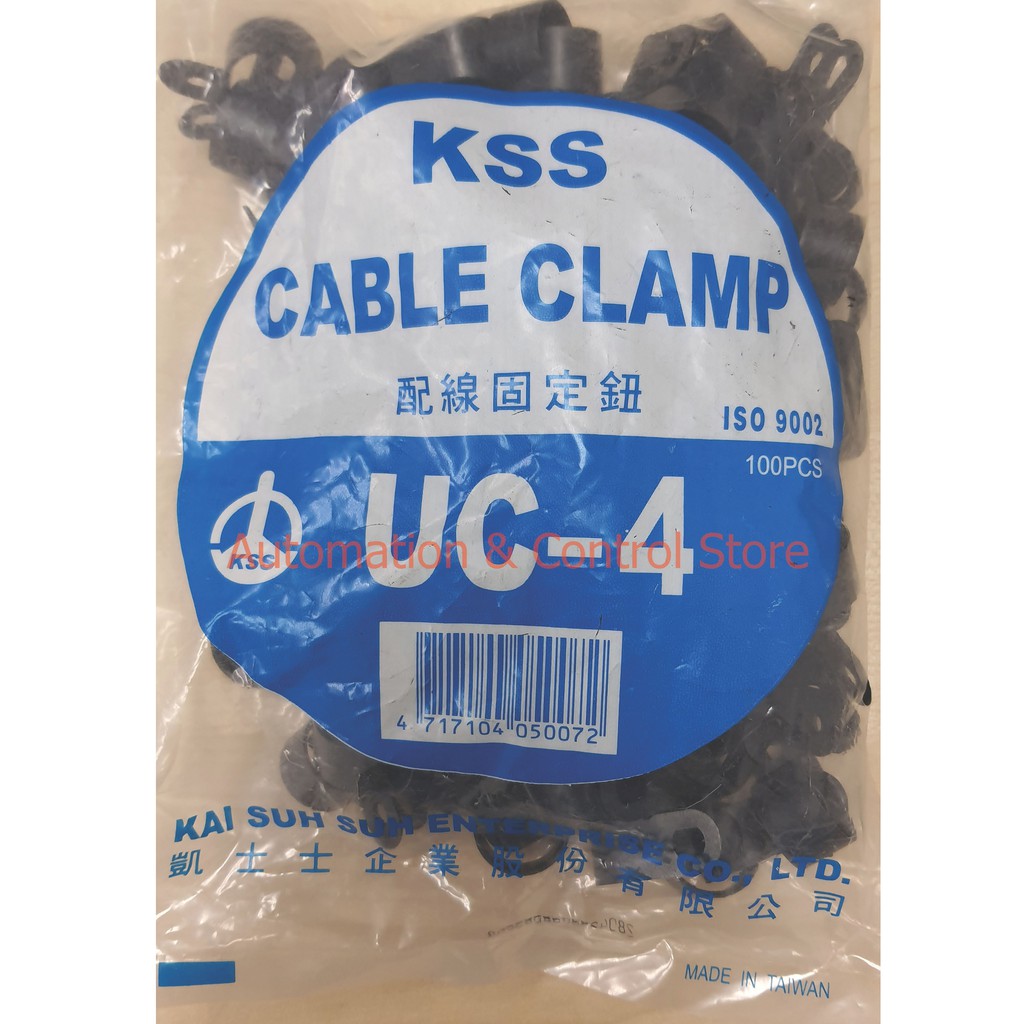 KSS
CABLE CLAMP
配線固定鈕
ISO 9002
100PCS
UC-4
KSS
Automation & Control Store
4 717104 050072
KAI SUH SUH ENTERPRISE CO., LTD.
凱士士企業股份有限公司
MADE IN TAIWAN